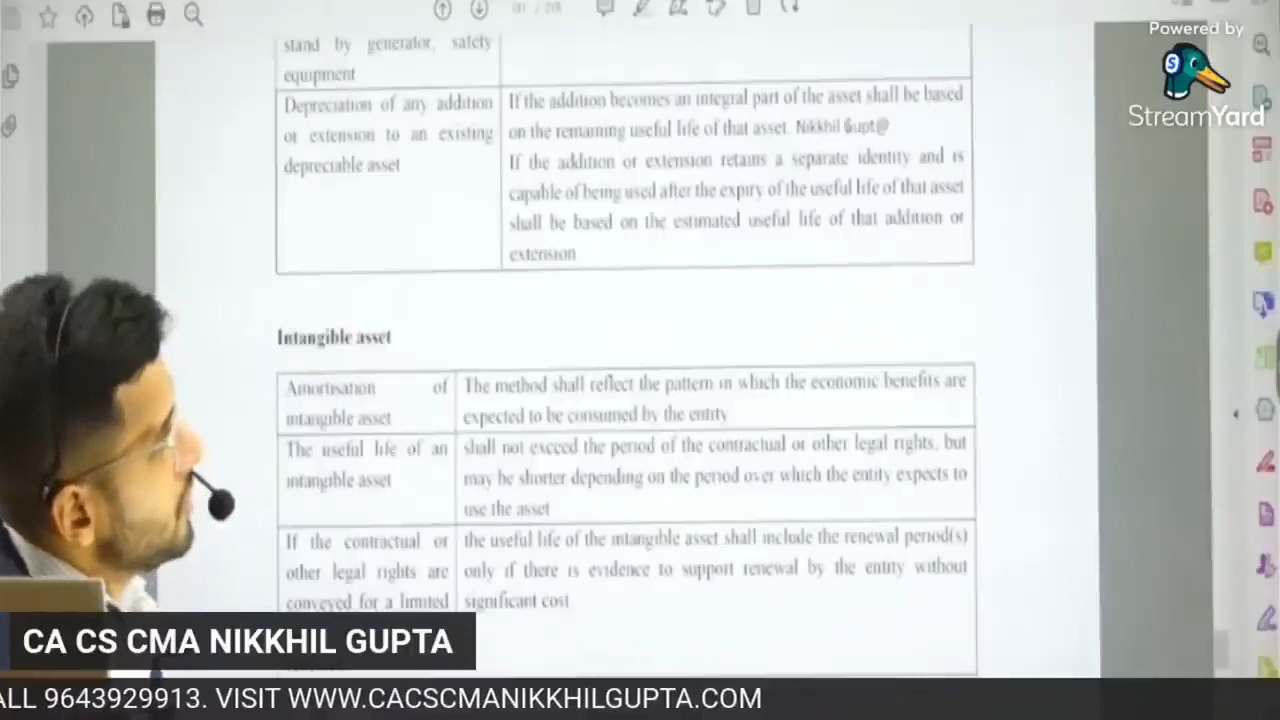 Powered by
StreamYard
stand by generator, safety
equipment
Depreciation of any addition
or extension to an existing
depreciable asset
If the addition becomes an integral part of the asset shall be based
on the remaining useful life of that asset Nikkhil Gupt@
If the addition or extension retains a separate identity and is
capable of being used after the expiry of the useful life of that asset
shall be based on the estimated useful life of that addition or
extension
Intangible asset
Amortisation of
intangible asset
The method shall reflect the pattern in which the economic benefits are
expected to be consumed by the entity
The useful life of an
intangible asset
shall not exceed the period of the contractual or other legal rights, but
may be shorter depending on the period over which the entity expects to
use the asset
If the contractual or
other legal rights are
conveyed for a limited
the useful life of the intangible asset shall include the renewal period(s)
only if there is evidence to support renewal by the entity without
significant cost
CA CS CMA NIKKHIL GUPTA
ALL 9643929913. VISIT WWW.CACSCMANIKKHILGUPTA.COM